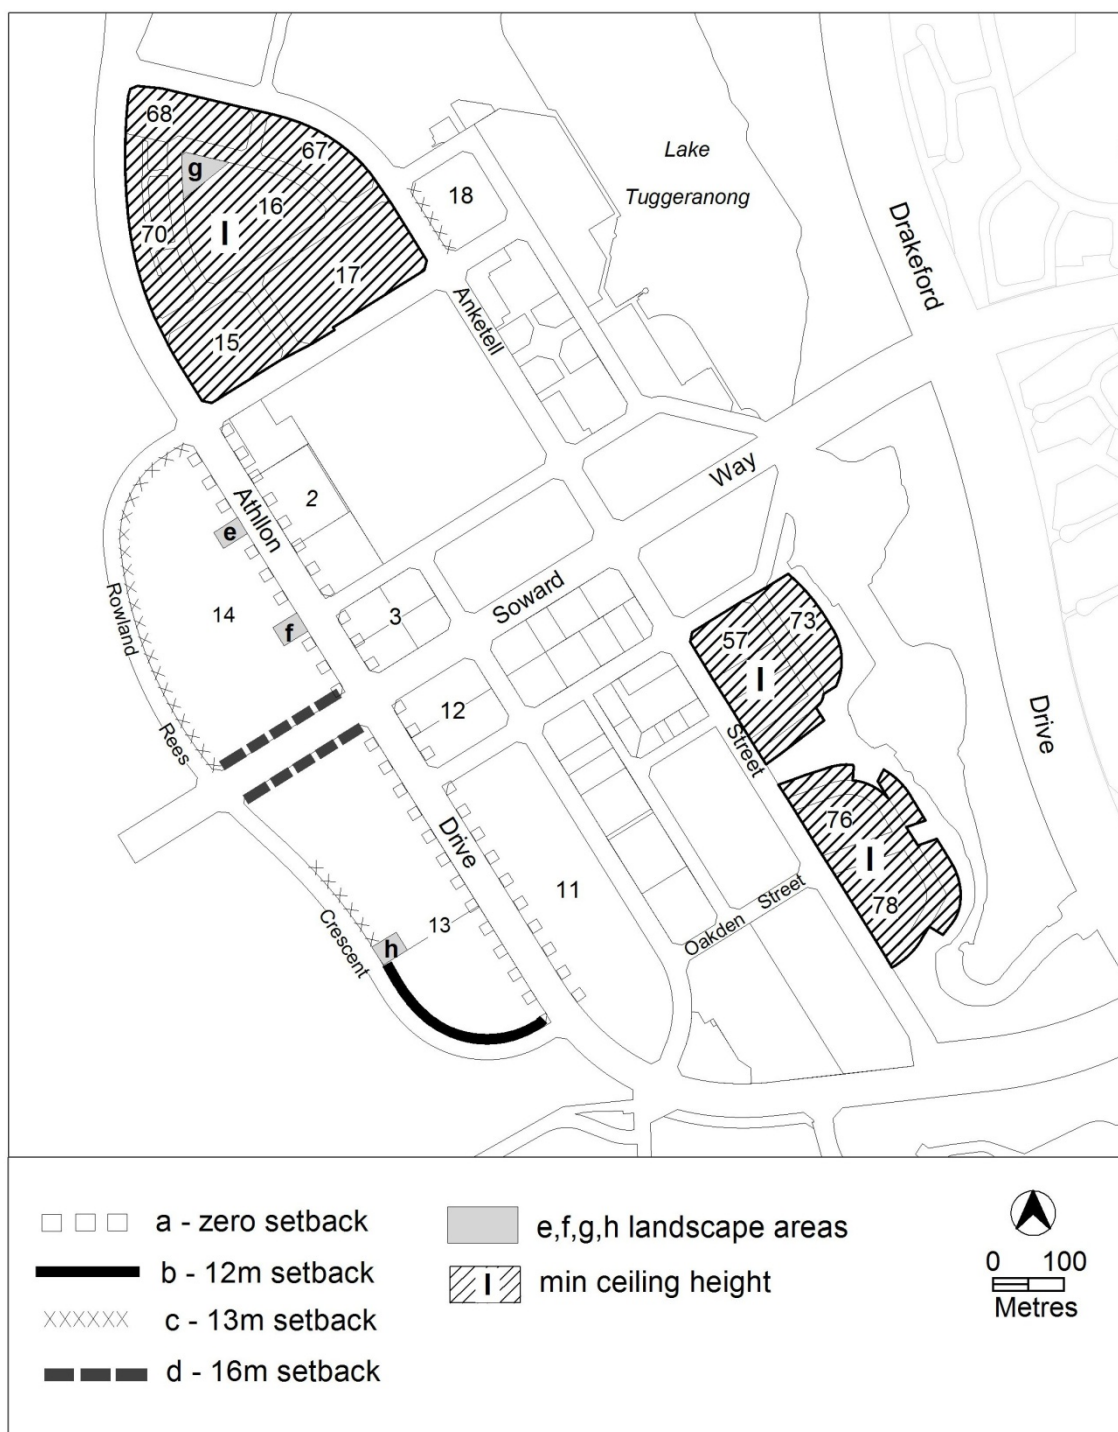 68
67
g
Lake
Tuggeranong
18
16
70
I
17
15
Drakeford
Anketell
Way
Athllon
2
e
Rowland
14
f
3
Soward
57
73
I
12
Rees
Street
Drive
Drive
76
I
78
11
Oakden Street
13
h
Crescent
a - zero setback
b - 12m setback
c - 13m setback
d - 16m setback
e,f,g,h landscape areas
I min ceiling height
0 100
Metres